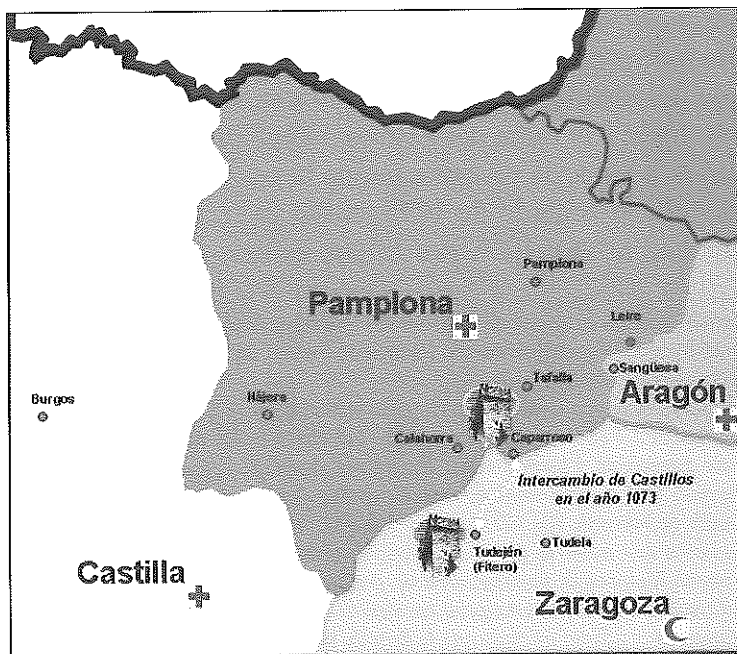 Pamplona
Pamplona
Leire
Sangüesa
Tafalla
Aragón
Burgos
Nájera
Calahorra
Caparroso
Intercambio de Castillos
en el año 1073
Tudején
(Fitero)
Tudela
Castilla
Zaragoza